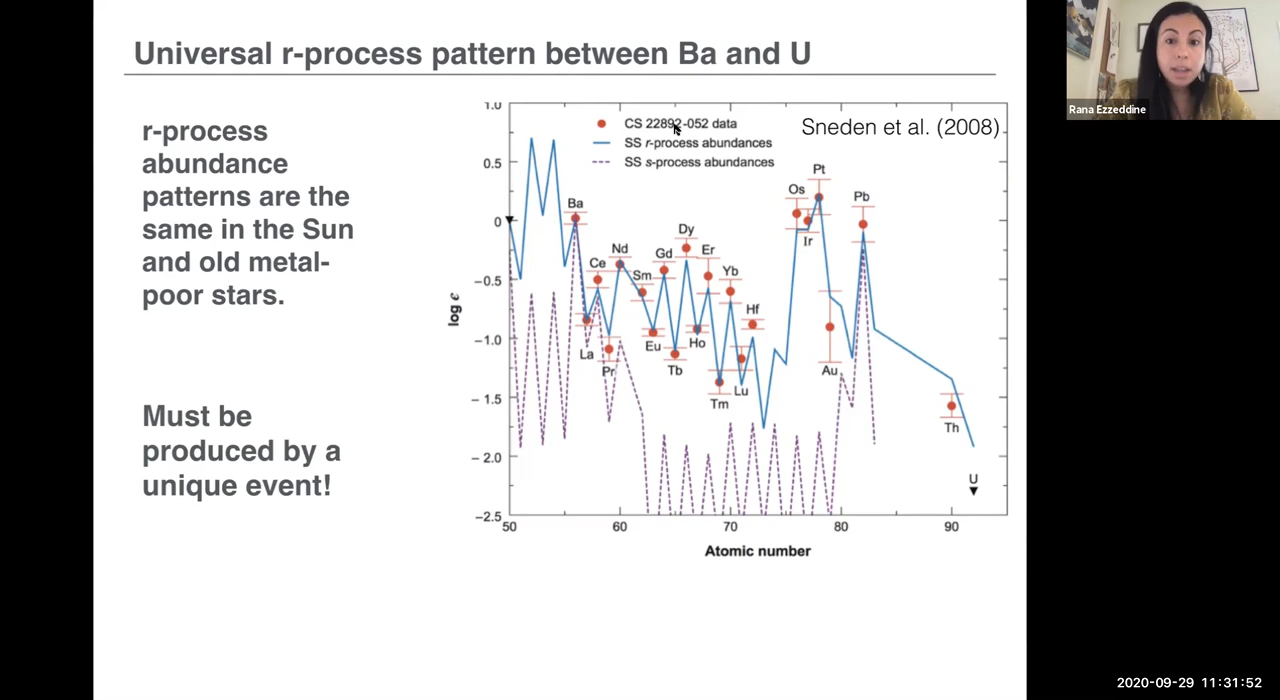 Universal r-process pattern between Ba and U
r-process
abundance
patterns are the
same in the Sun
and old metal-
poor stars.
Must be
produced by a
unique event!
Sneden et al. (2008)
CS 22892-052 data
SS r-process abundances
SS s-process abundances
1.0
0.5
0
−0.5
−1.0
−1.5
−2.0
−2.5
log ϵ
Ba
La
Ce
Pr
Nd
Sm
Eu
Gd
Tb
Dy
Ho
Er
Tm
Yb
Lu
Hf
Os
Ir
Pt
Au
Pb
Th
U
50
60
70
80
90
Atomic number
Rana Ezzeddine
2020-09-29 11:31:52